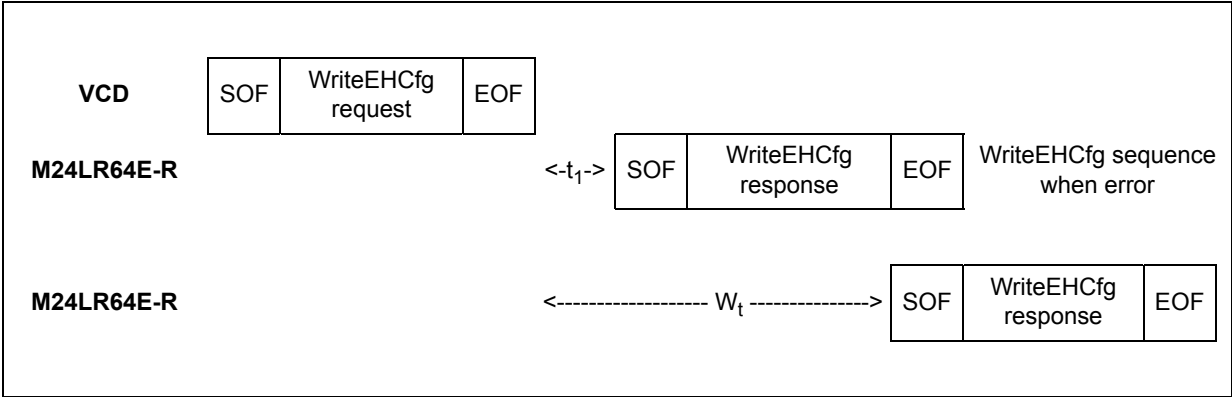 VCD SOF WriteEHCfg request EOF
M24LR64E-R <-t1-> SOF WriteEHCfg response EOF WriteEHCfg sequence when error
M24LR64E-R <------------------- Wt ---------------> SOF WriteEHCfg response EOF